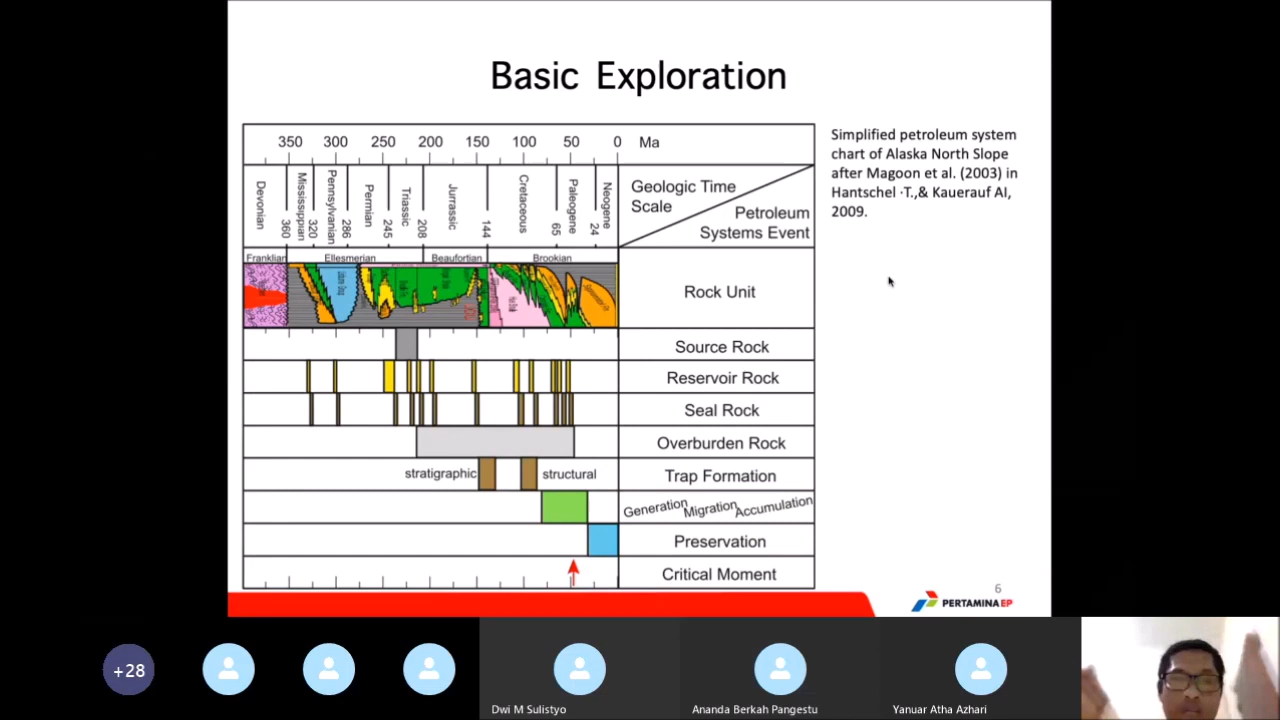 Basic Exploration
350 300 250 200 150 100 50 0 Ma
Devonian
360
Mississippian
320
Pennsylvanian
286
Permian
245
Triassic
208
Jurrassic
144
Cretaceous
65
Paleogene
24
Neogene
Geologic Time
Scale
Petroleum
Systems Event
Franklian Ellesmerian Beaufortian Brookian
Rock Unit
Source Rock
Reservoir Rock
Seal Rock
Overburden Rock
stratigraphic structural Trap Formation
Generation Migration Accumulation
Preservation
Critical Moment
Simplified petroleum system
chart of Alaska North Slope
after Magoon et al. (2003) in
Hantschel ·T.,& Kauerauf AI,
2009.
6
PERTAMINA EP
+28
Dwi M Sulistyo
Ananda Berkah Pangestu
Yanuar Atha Azhari